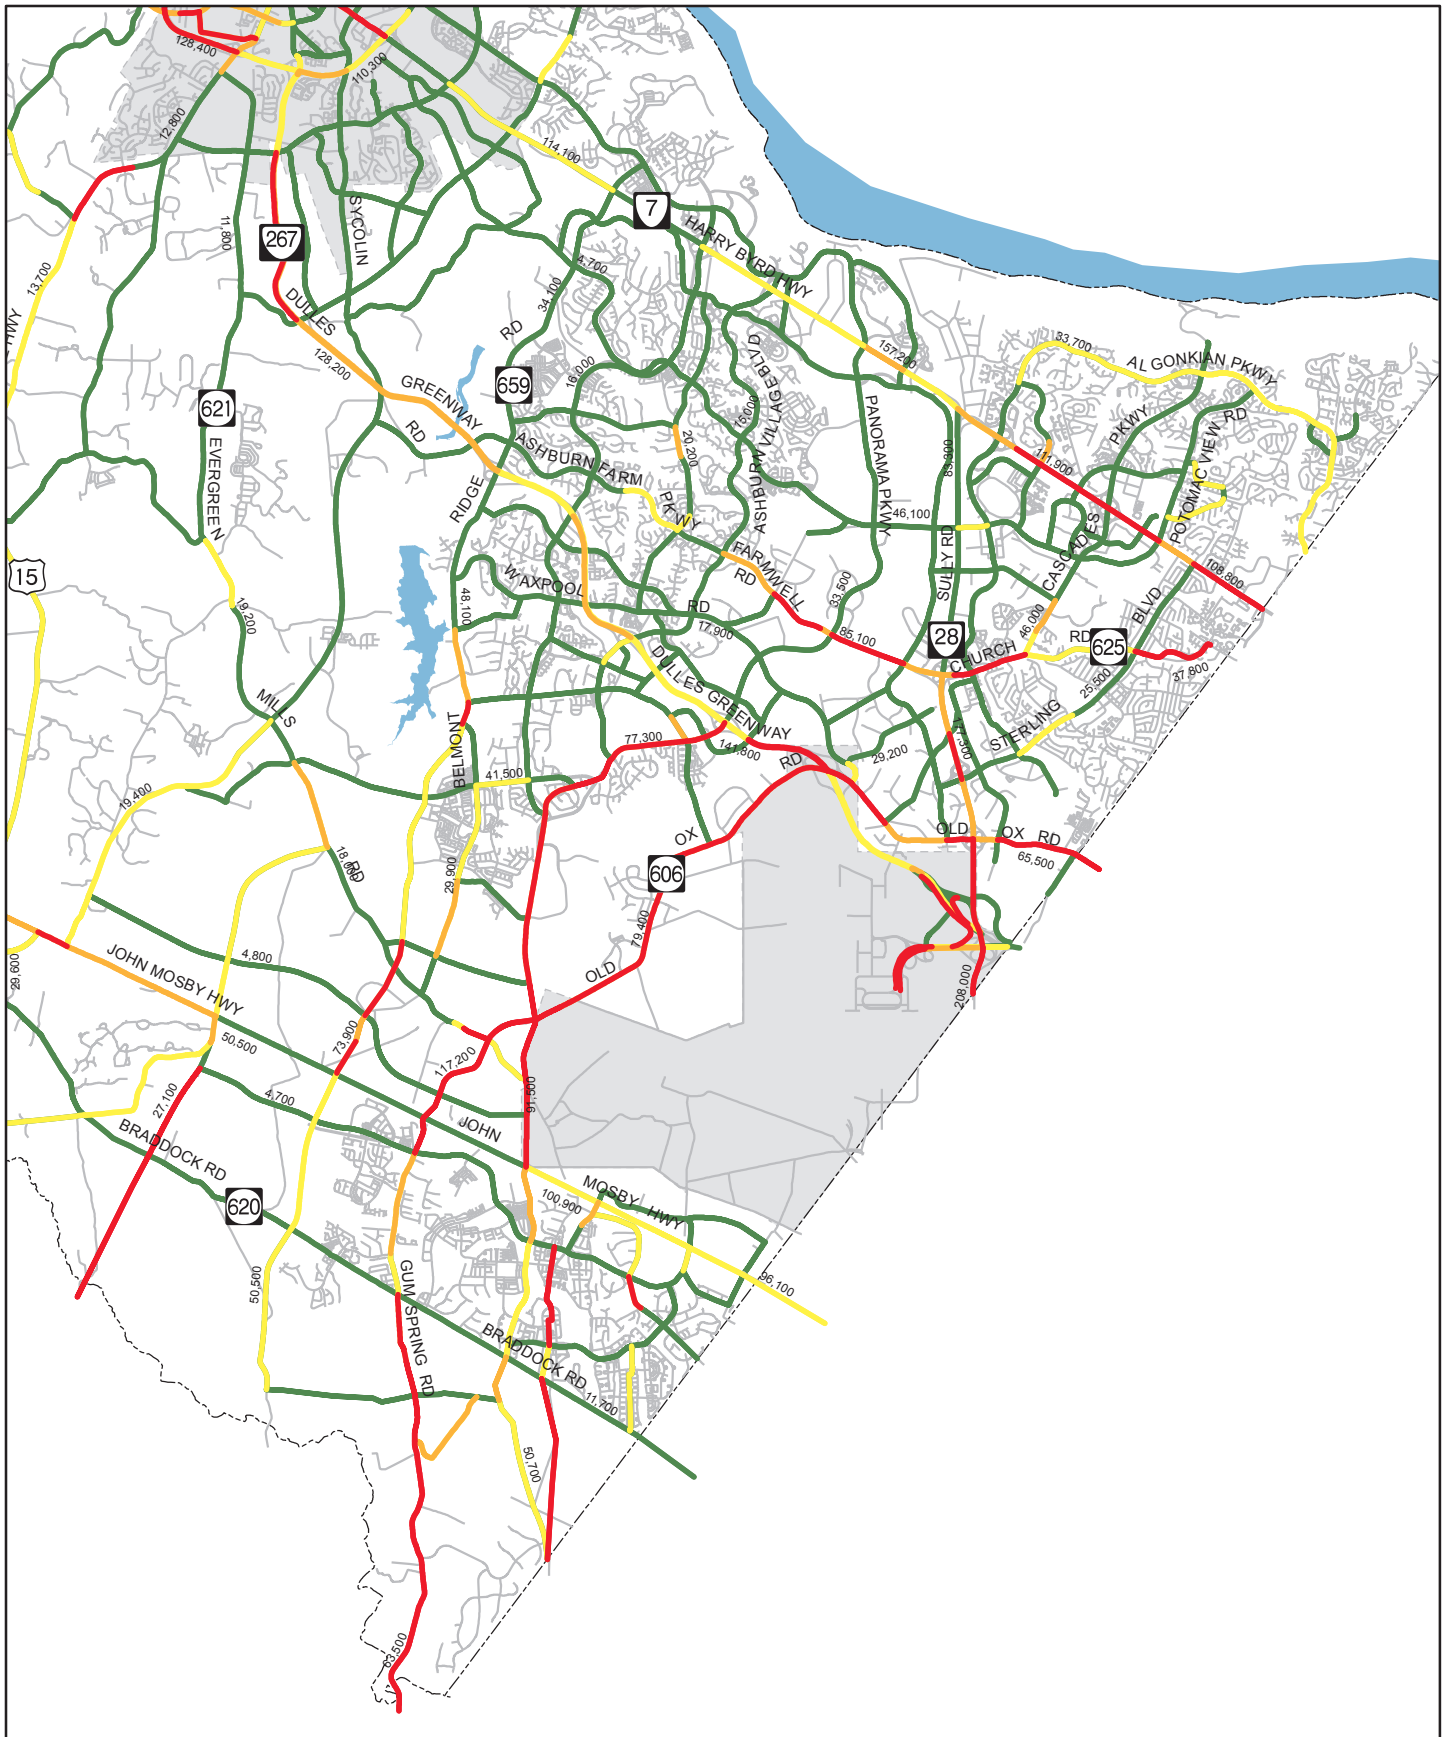 128,400
110,300
12,800
114,100
7
HARRY BYRD HWY
11,800
267
SYCOLIN
4,700
13,700
HWY
DULLES
34,100
RD
128,200
157,200
33,700
ALGONKIAN PKWY
16,000
659
GREENWAY
621
15,000
ASHBURN VILLAGE BLVD
PANORAMA PKWY
PKWY
RD
POTOMAC VIEW
RD
ASHBURN FARM
20,200
83,300
111,900
EVERGREEN
RIDGE
PKWY
46,100
CASCADES
15
FARMWELL
RD
SULLY RD
108,800
WAXPOOL
RD
33,500
BLVD
19,200
48,100
17,900
85,100
46,000
28
CHURCH
RD
625
37,800
25,500
MILLS
DULLES GREENWAY
BELMONT
77,300
141,800
RD
29,200
177,300
STERLING
41,500
19,400
OX
OLD
OX RD
65,500
18,000
RD
29,900
606
79,400
JOHN MOSBY HWY
4,800
29,600
OLD
208,000
50,500
73,900
117,200
27,100
4,700
91,500
JOHN
BRADDOCK RD
620
100,900
MOSBY HWY
96,100
50,500
GUM SPRING RD
BRADDOCK RD
11,700
50,700
63,500